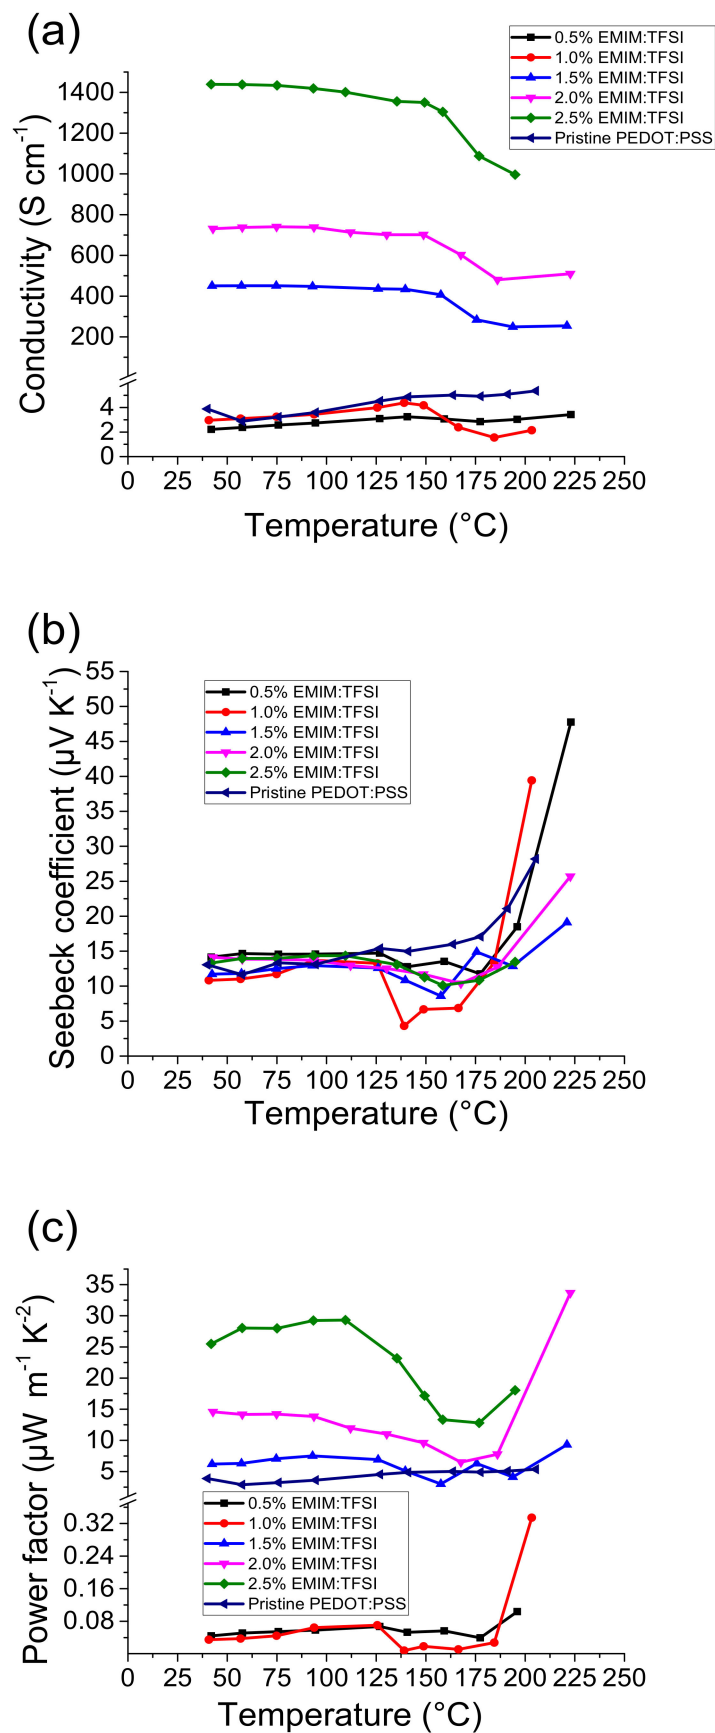 (a)
0.5% EMIM:TFSI
1.0% EMIM:TFSI
1.5% EMIM:TFSI
2.0% EMIM:TFSI
2.5% EMIM:TFSI
Pristine PEDOT:PSS
Conductivity (S cm⁻¹)
1400
1200
1000
800
600
400
200
4
2
0
0 25 50 75 100 125 150 175 200 225 250
Temperature (°C)
(b)
0.5% EMIM:TFSI
1.0% EMIM:TFSI
1.5% EMIM:TFSI
2.0% EMIM:TFSI
2.5% EMIM:TFSI
Pristine PEDOT:PSS
Seebeck coefficient (µV K⁻¹)
55
50
45
40
35
30
25
20
15
10
5
0
0 25 50 75 100 125 150 175 200 225 250
Temperature (°C)
(c)
Power factor (µW m⁻¹ K⁻²)
35
30
25
20
15
10
5
0.32
0.24
0.16
0.08
0.5% EMIM:TFSI
1.0% EMIM:TFSI
1.5% EMIM:TFSI
2.0% EMIM:TFSI
2.5% EMIM:TFSI
Pristine PEDOT:PSS
0 25 50 75 100 125 150 175 200 225 250
Temperature (°C)